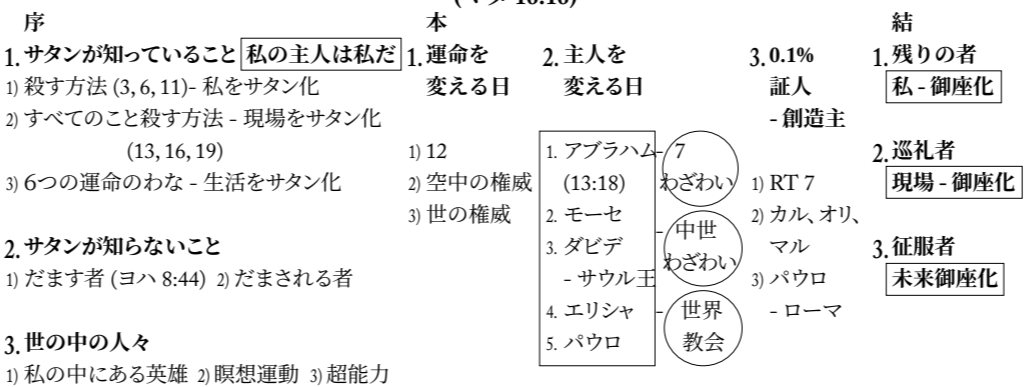 序
1. サタンが知っていること 私の主人は私だ
1) 殺す方法 (3, 6, 11)- 私をサタン化
2) すべてのこと殺す方法 - 現場をサタン化
(13, 16, 19)
3) 6つの運命のわな - 生活をサタン化
2. サタンが知らないこと
1) だます者 (ヨハ 8:44) 2) だまされる者
3. 世の中の人々
1) 私の中にある英雄 2) 瞑想運動 3) 超能力
本
1. 運命を
変える日
1) 12
2) 空中の権威
3) 世の権威
2. 主人を
変える日
1. アブラハム- 7
(13:18) わざわい
2. モーセ - 中世
3. ダビデ わざわい
- サウル王
4. エリシャ - 世界
5. パウロ 教会
3. 0.1%
証人
- 創造主
1) RT 7
2) カル、オリ、
マル
3) パウロ
- ローマ
結
1. 残りの者
私 - 御座化
2. 巡礼者
現場 - 御座化
3. 征服者
未来御座化